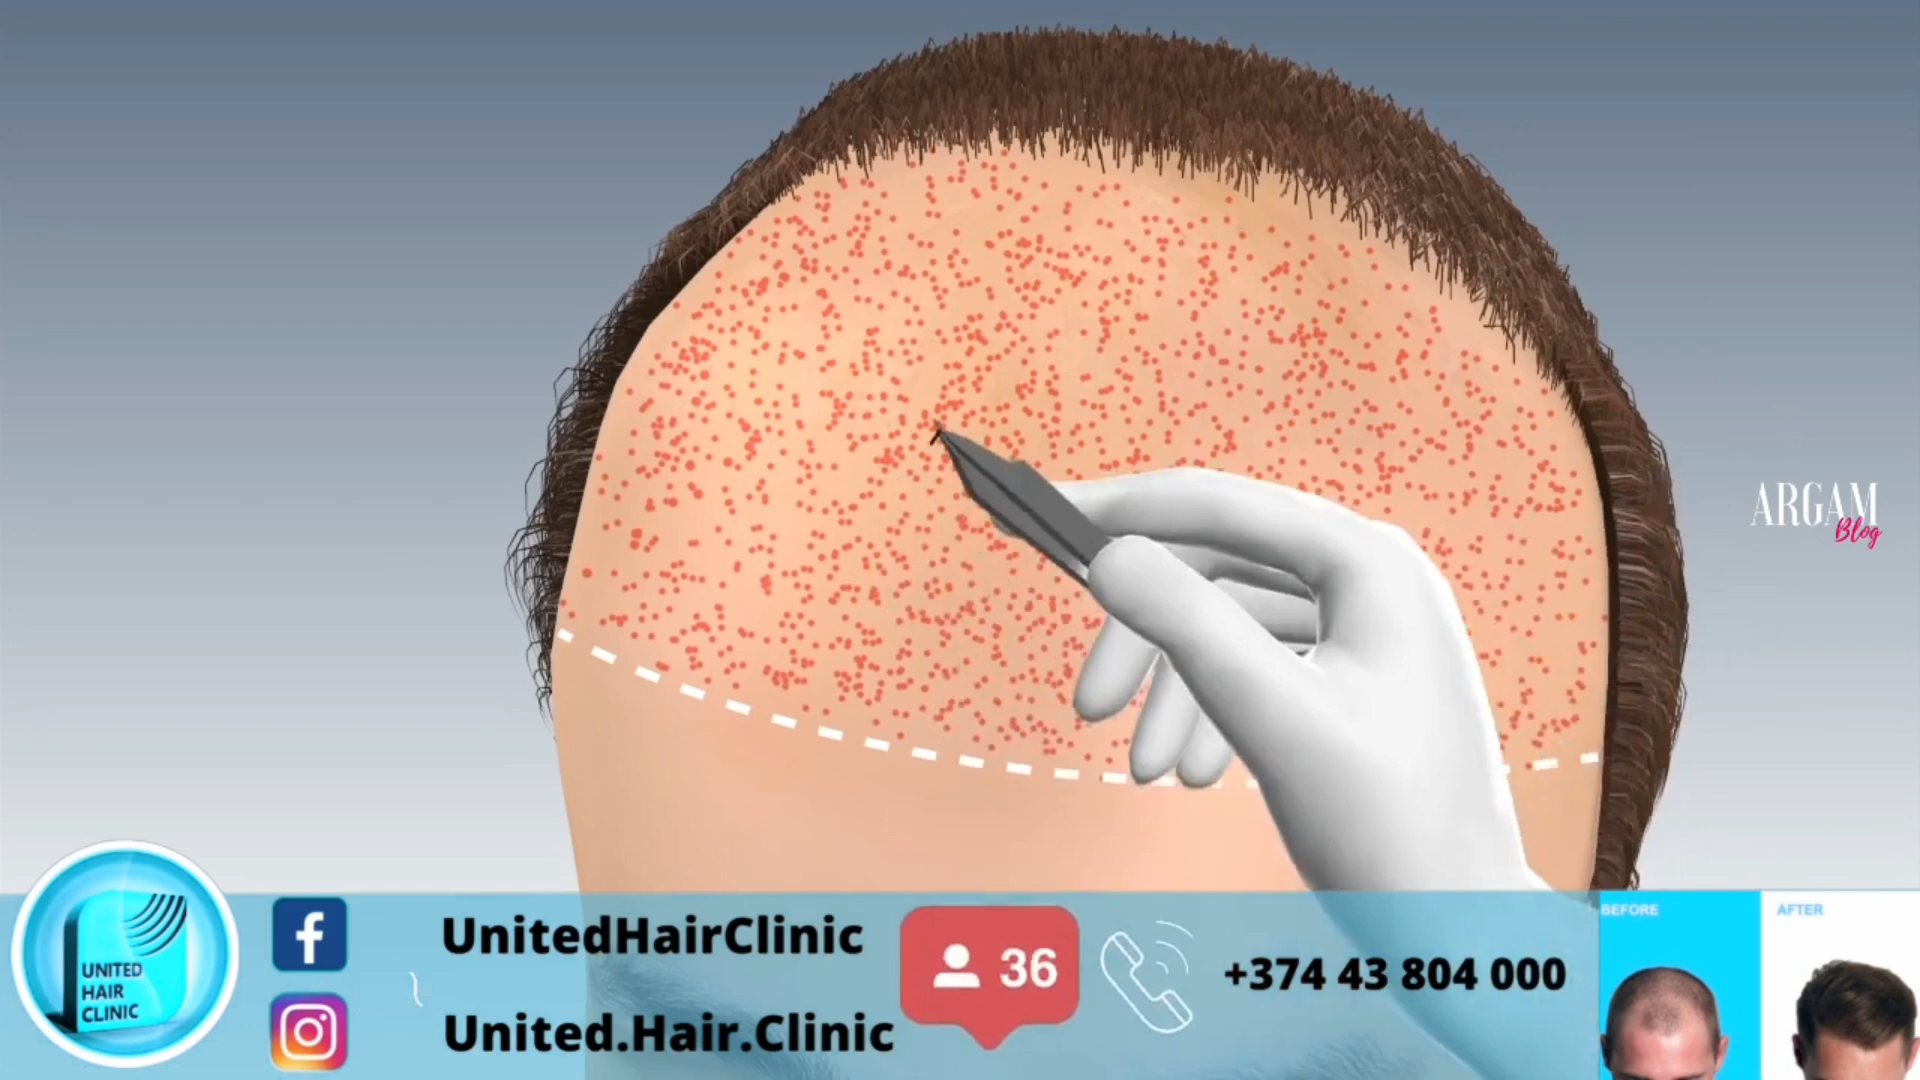 ARGAM
Blog
UNITED
HAIR
CLINIC
UnitedHairClinic
United.Hair.Clinic
36
+374 43 804 000
BEFORE
AFTER